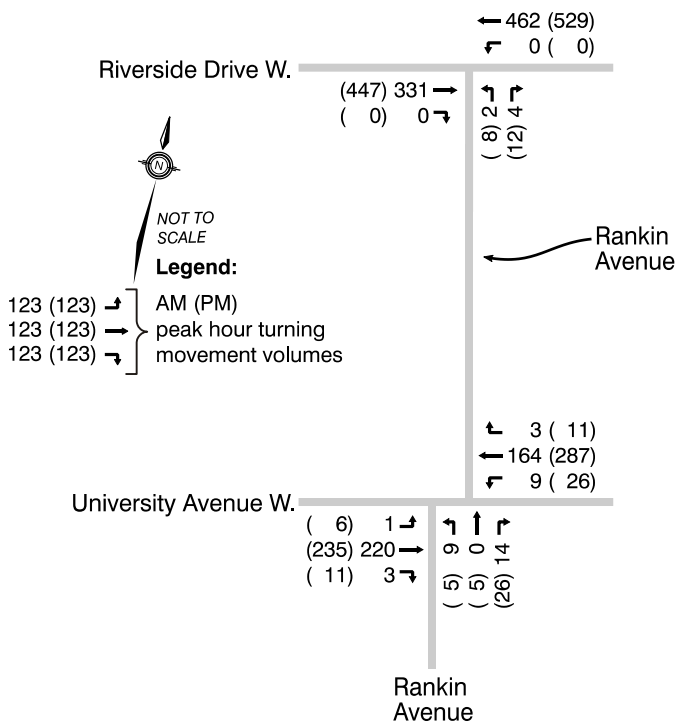 462 (529)
0 (   0)
Riverside Drive W.
(447) 331
(   0)   0
( 8) 2
(12) 4
N
NOT TO
SCALE
Rankin
Avenue
Legend:
123 (123)
123 (123)
123 (123)
AM (PM)
peak hour turning
movement volumes
3 (  11)
164 (287)
9 (  26)
University Avenue W.
(   6)   1
(235) 220
(  11)   3
( 5) 9
( 5) 0
(26) 14
Rankin
Avenue